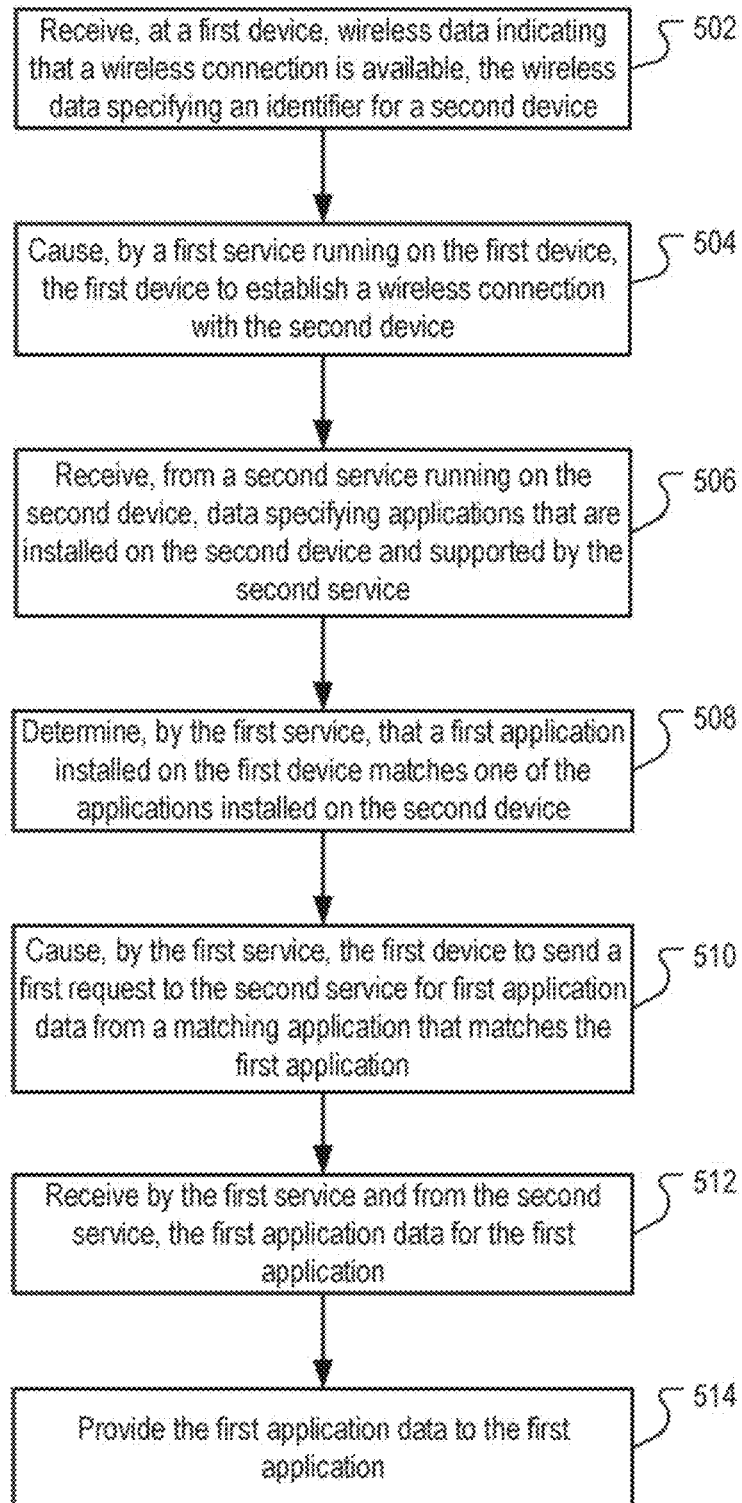 Receive, at a first device, wireless data indicating
that a wireless connection is available, the wireless
data specifying an identifier for a second device
502
Cause, by a first service running on the first device,
the first device to establish a wireless connection
with the second device
504
Receive, from a second service running on the
second device, data specifying applications that are
installed on the second device and supported by the
second service
506
Determine, by the first service, that a first application
installed on the first device matches one of the
applications installed on the second device
508
Cause, by the first service, the first device to send a
first request to the second service for first application
data from a matching application that matches the
first application
510
Receive by the first service and from the second
service, the first application data for the first
application
512
Provide the first application data to the first
application
514